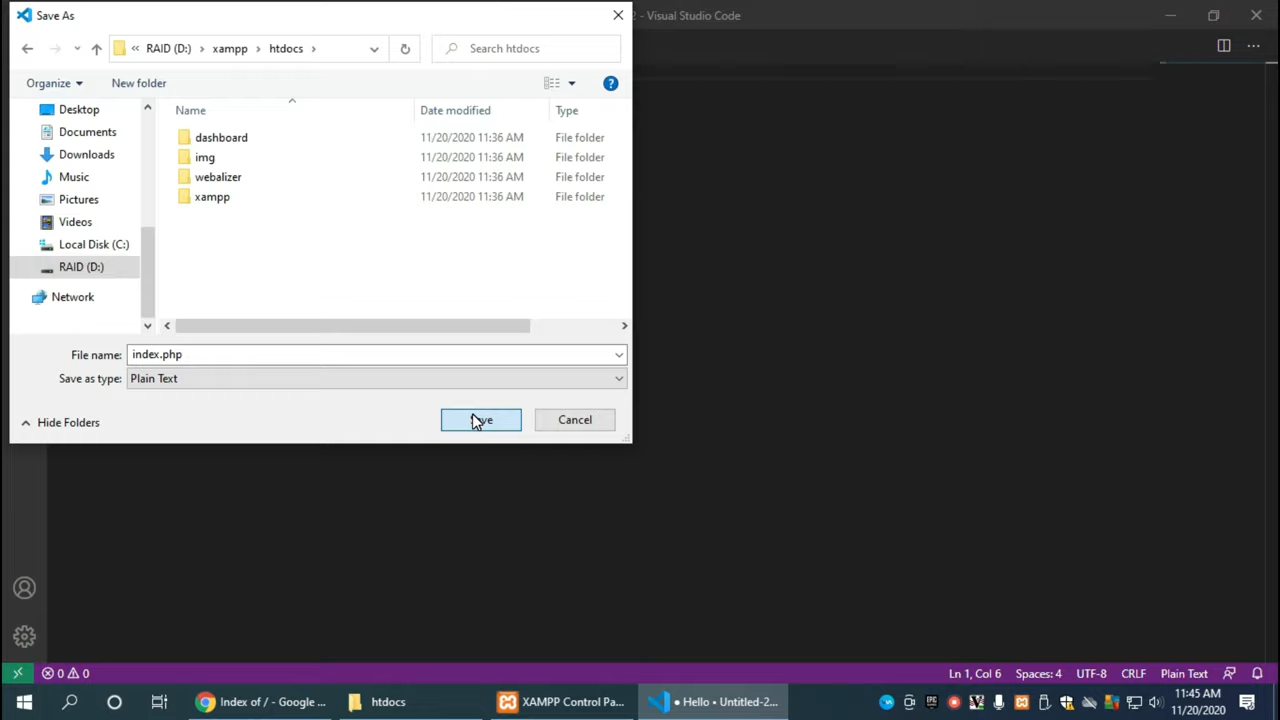 Save As
2 - Visual Studio Code
« RAID (D:) › xampp › htdocs ›
Search htdocs
Organize
New folder
?
Name
Date modified
Type
Desktop
Documents
Downloads
Music
Pictures
Videos
Local Disk (C:)
RAID (D:)
Network
dashboard 11/20/2020 11:36 AM File folder
img 11/20/2020 11:36 AM File folder
webalizer 11/20/2020 11:36 AM File folder
xampp 11/20/2020 11:36 AM File folder
File name: index.php
Save as type: Plain Text
Hide Folders
Cancel
0 0
Ln 1, Col 6 Spaces: 4 UTF-8 CRLF Plain Text
Index of / - Google ...
htdocs
XAMPP Control Pa...
● Hello • Untitled-2...
11:45 AM
11/20/2020